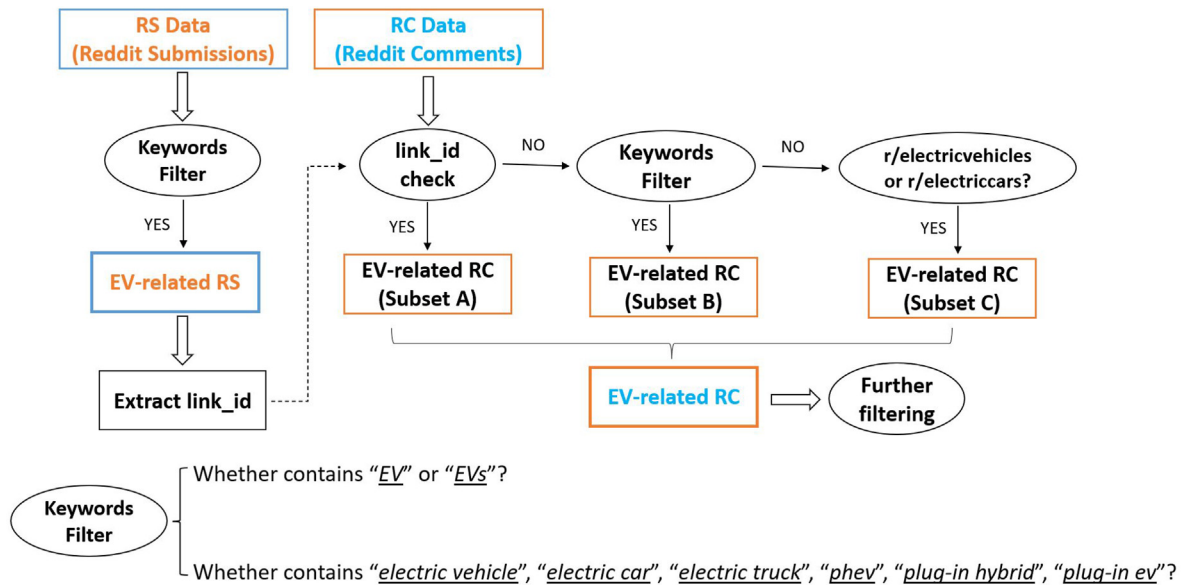 RS Data
(Reddit Submissions)
RC Data
(Reddit Comments)
Keywords
Filter
link_id
check
NO
Keywords
Filter
NO
r/electricvehicles
or r/electriccars?
YES
YES
YES
YES
EV-related RS
EV-related RC
(Subset A)
EV-related RC
(Subset B)
EV-related RC
(Subset C)
Extract link_id
EV-related RC
Further
filtering
Keywords
Filter
Whether contains “EV” or “EVs”?
Whether contains “electric vehicle”, “electric car”, “electric truck”, “phev”, “plug-in hybrid”, “plug-in ev”?